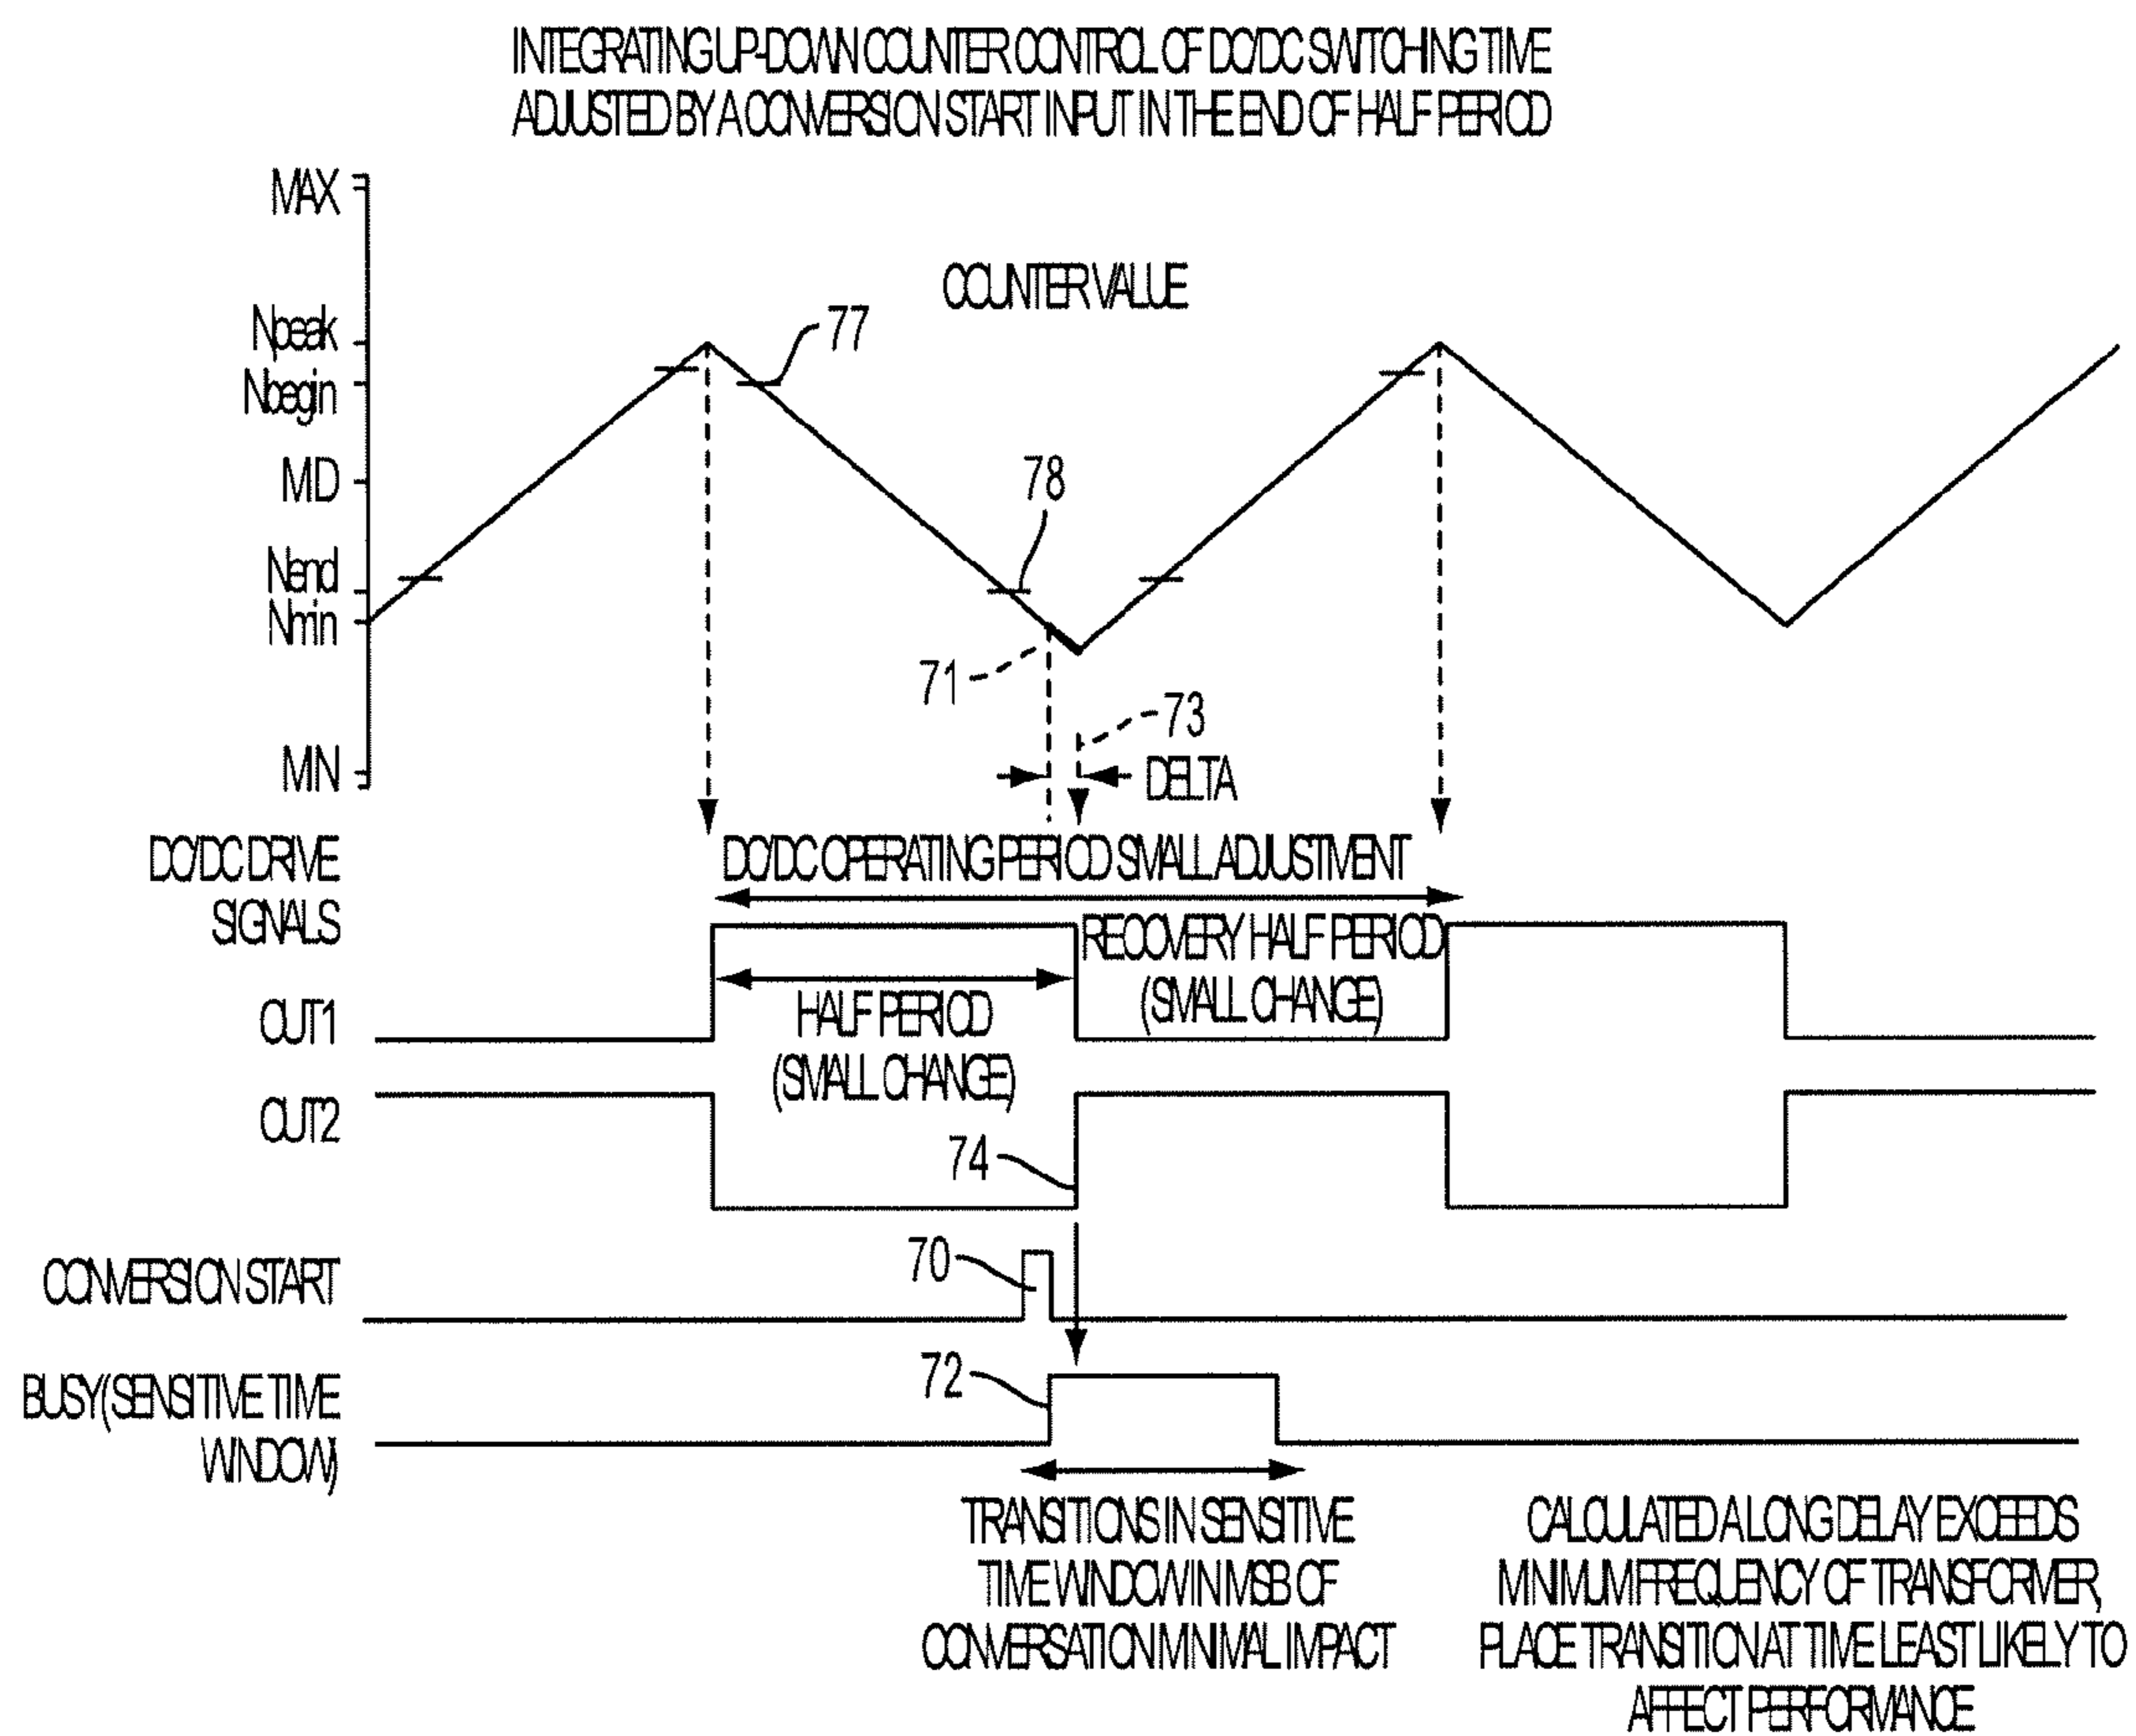 INTEGRATING UP-DOWN COUNTER CONTROL OF DC/DC SWITCHING TIME
ADJUSTED BY A CONVERSION START INPUT IN THE END OF HALF PERIOD
MAX
COUNTER VALUE
Npeak
77
Nbegin
MID
78
Nend
Nmin
71
73
MIN
DELTA
DC/DC DRIVE
SIGNALS
DC/DC OPERATING PERIOD SMALL ADJUSTMENT
RECOVERY HALF PERIOD
(SMALL CHANGE)
HALF PERIOD
(SMALL CHANGE)
OUT1
OUT2
74
70
CONVERSION START
72
BUSY (SENSITIVE TIME
WINDOW)
TRANSITIONS IN SENSITIVE
TIME WINDOW IN MSB OF
CONVERSATION MINIMAL IMPACT
CALCULATED A LONG DELAY EXCEEDS
MINIMUM FREQUENCY OF TRANSFORMER,
PLACE TRANSITION AT TIME LEAST LIKELY TO
AFFECT PERFORMANCE